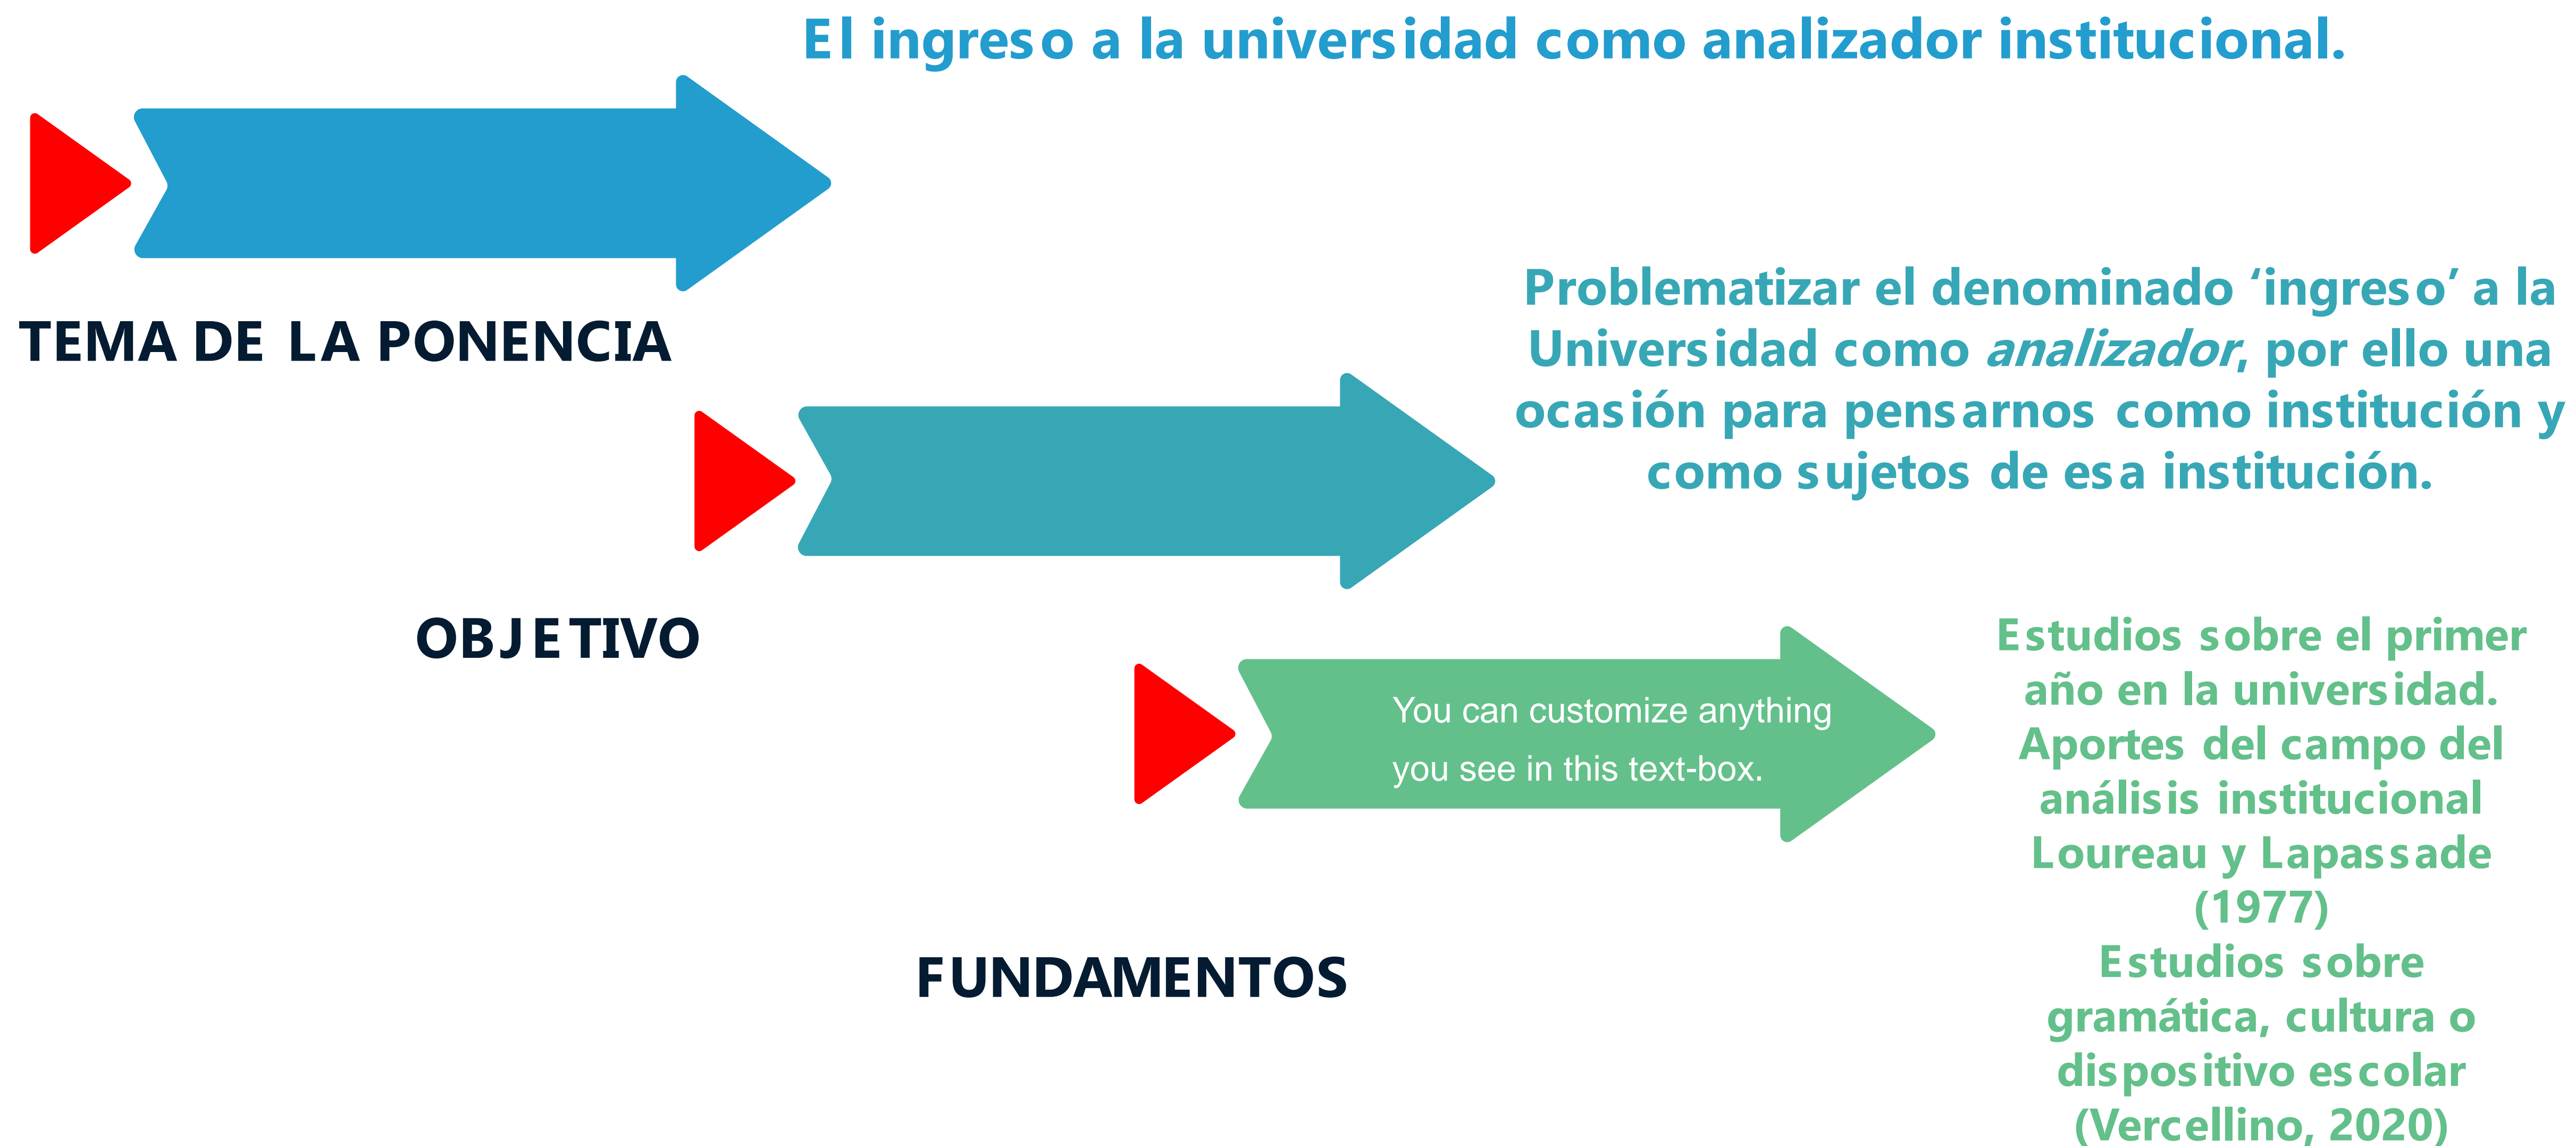 El ingreso a la universidad como analizador institucional.
TEMA DE LA PONENCIA
Problematizar el denominado ‘ingreso’ a la
Universidad como analizador, por ello una
ocasión para pensarnos como institución y
como sujetos de esa institución.
OBJETIVO
You can customize anything
you see in this text-box.
Estudios sobre el primer
año en la universidad.
Aportes del campo del
análisis institucional
Loureau y Lapassade
(1977)
Estudios sobre
gramática, cultura o
dispositivo escolar
(Vercellino, 2020)
FUNDAMENTOS